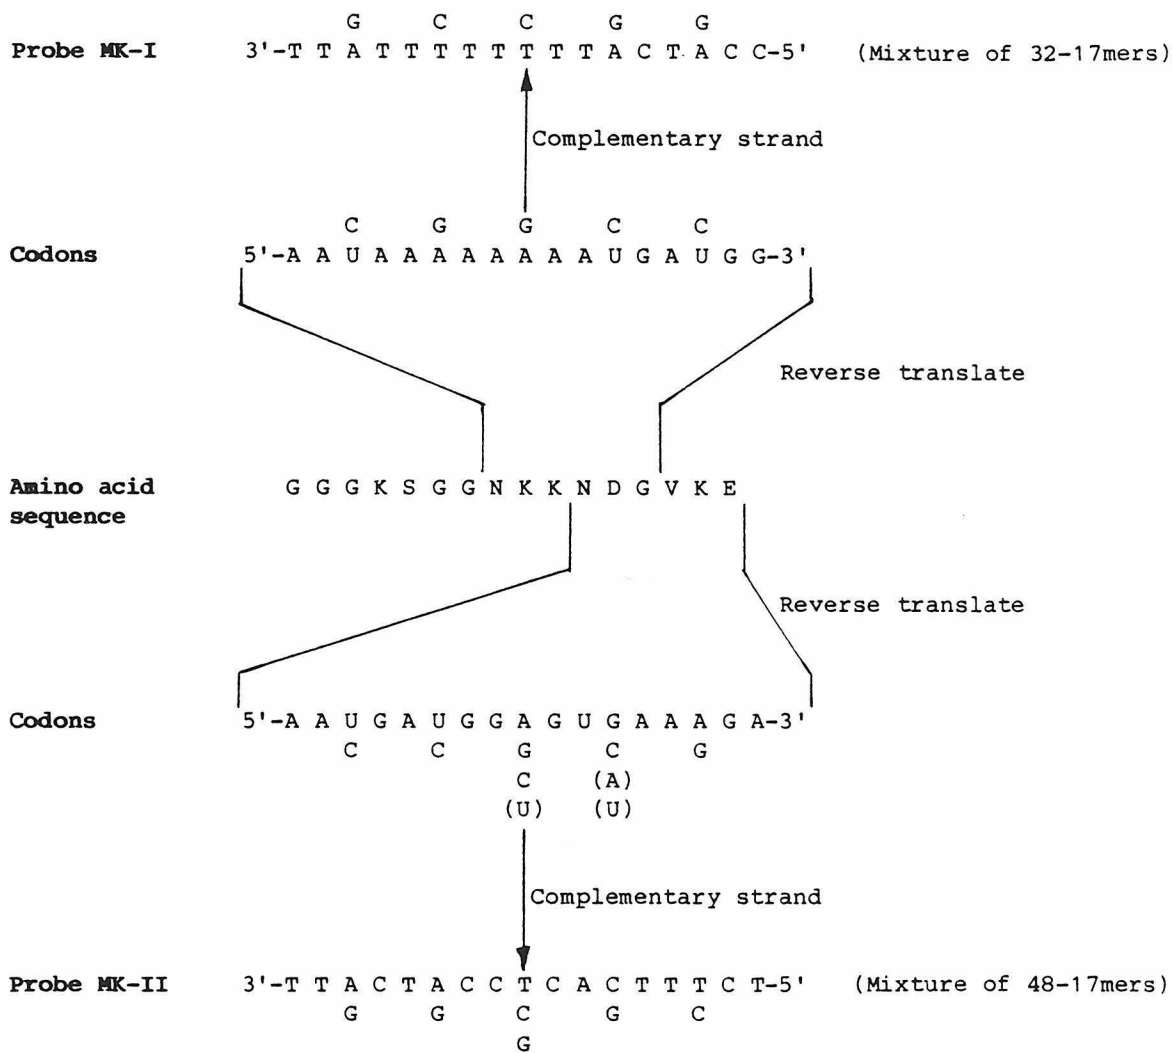 G C C G G
Probe MK-I 3'-T T A T T T T T T T T A C T A C C-5' (Mixture of 32-17mers)
Complementary strand
C G G C C
Codons 5'-A A U A A A A A A A A U G A U G G-3'
Reverse translate
Amino acid G G G K S G G N K K N D G V K E
sequence
Reverse translate
Codons 5'-A A U G A U G G A G U G A A A G A-3'
C C G C G
C (A)
(U) (U)
Complementary strand
Probe MK-II 3'-T T A C T A C C T C A C T T T C T-5' (Mixture of 48-17mers)
G G C G C
G